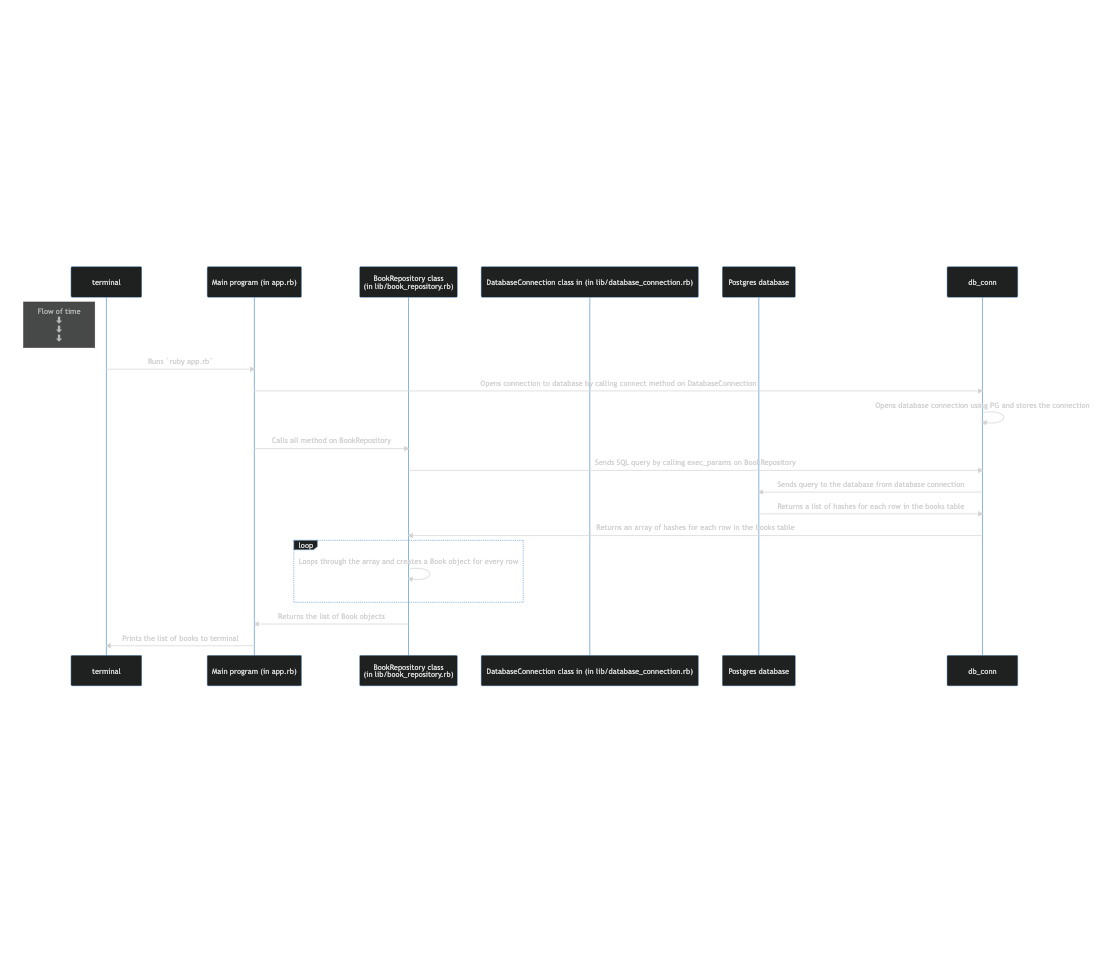 terminal
Main program (in app.rb)
BookRepository class
(in lib/book_repository.rb)
DatabaseConnection class in (in lib/database_connection.rb)
Postgres database
db_conn
Flow of time
🠋
🠋
🠋
Runs `ruby app.rb`
Opens connection to database by calling connect method on DatabaseConnection
Opens database connection using PG and stores the connection
Calls all method on BookRepository
Sends SQL query by calling exec_params on BookRepository
Sends query to the database from database connection
Returns a list of hashes for each row in the books table
Returns an array of hashes for each row in the books table
loop
Loops through the array and creates a Book object for every row
Returns the list of Book objects
Prints the list of books to terminal
terminal
Main program (in app.rb)
BookRepository class
(in lib/book_repository.rb)
DatabaseConnection class in (in lib/database_connection.rb)
Postgres database
db_conn